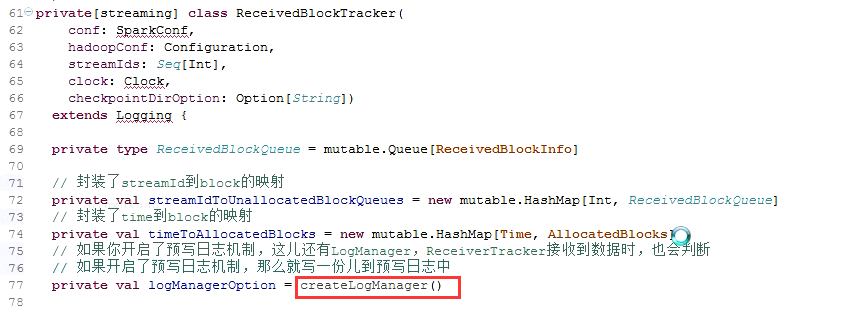 61 private[streaming] class ReceivedBlockTracker(
62 conf: SparkConf,
63 hadoopConf: Configuration,
64 streamIds: Seq[Int],
65 clock: Clock,
66 checkpointDirOption: Option[String])
67 extends Logging {
68
69 private type ReceivedBlockQueue = mutable.Queue[ReceivedBlockInfo]
70
71 // 封装了streamId到block的映射
72 private val streamIdToUnallocatedBlockQueues = new mutable.HashMap[Int, ReceivedBlockQueue]
73 // 封装了time到block的映射
74 private val timeToAllocatedBlocks = new mutable.HashMap[Time, AllocatedBlocks]
75 // 如果你开启了预写日志机制，这儿还有LogManager，ReceiverTracker接收到数据时，也会判断
76 // 如果开启了预写日志机制，那么就写一份儿到预写日志中
77 private val logManagerOption = createLogManager()
78